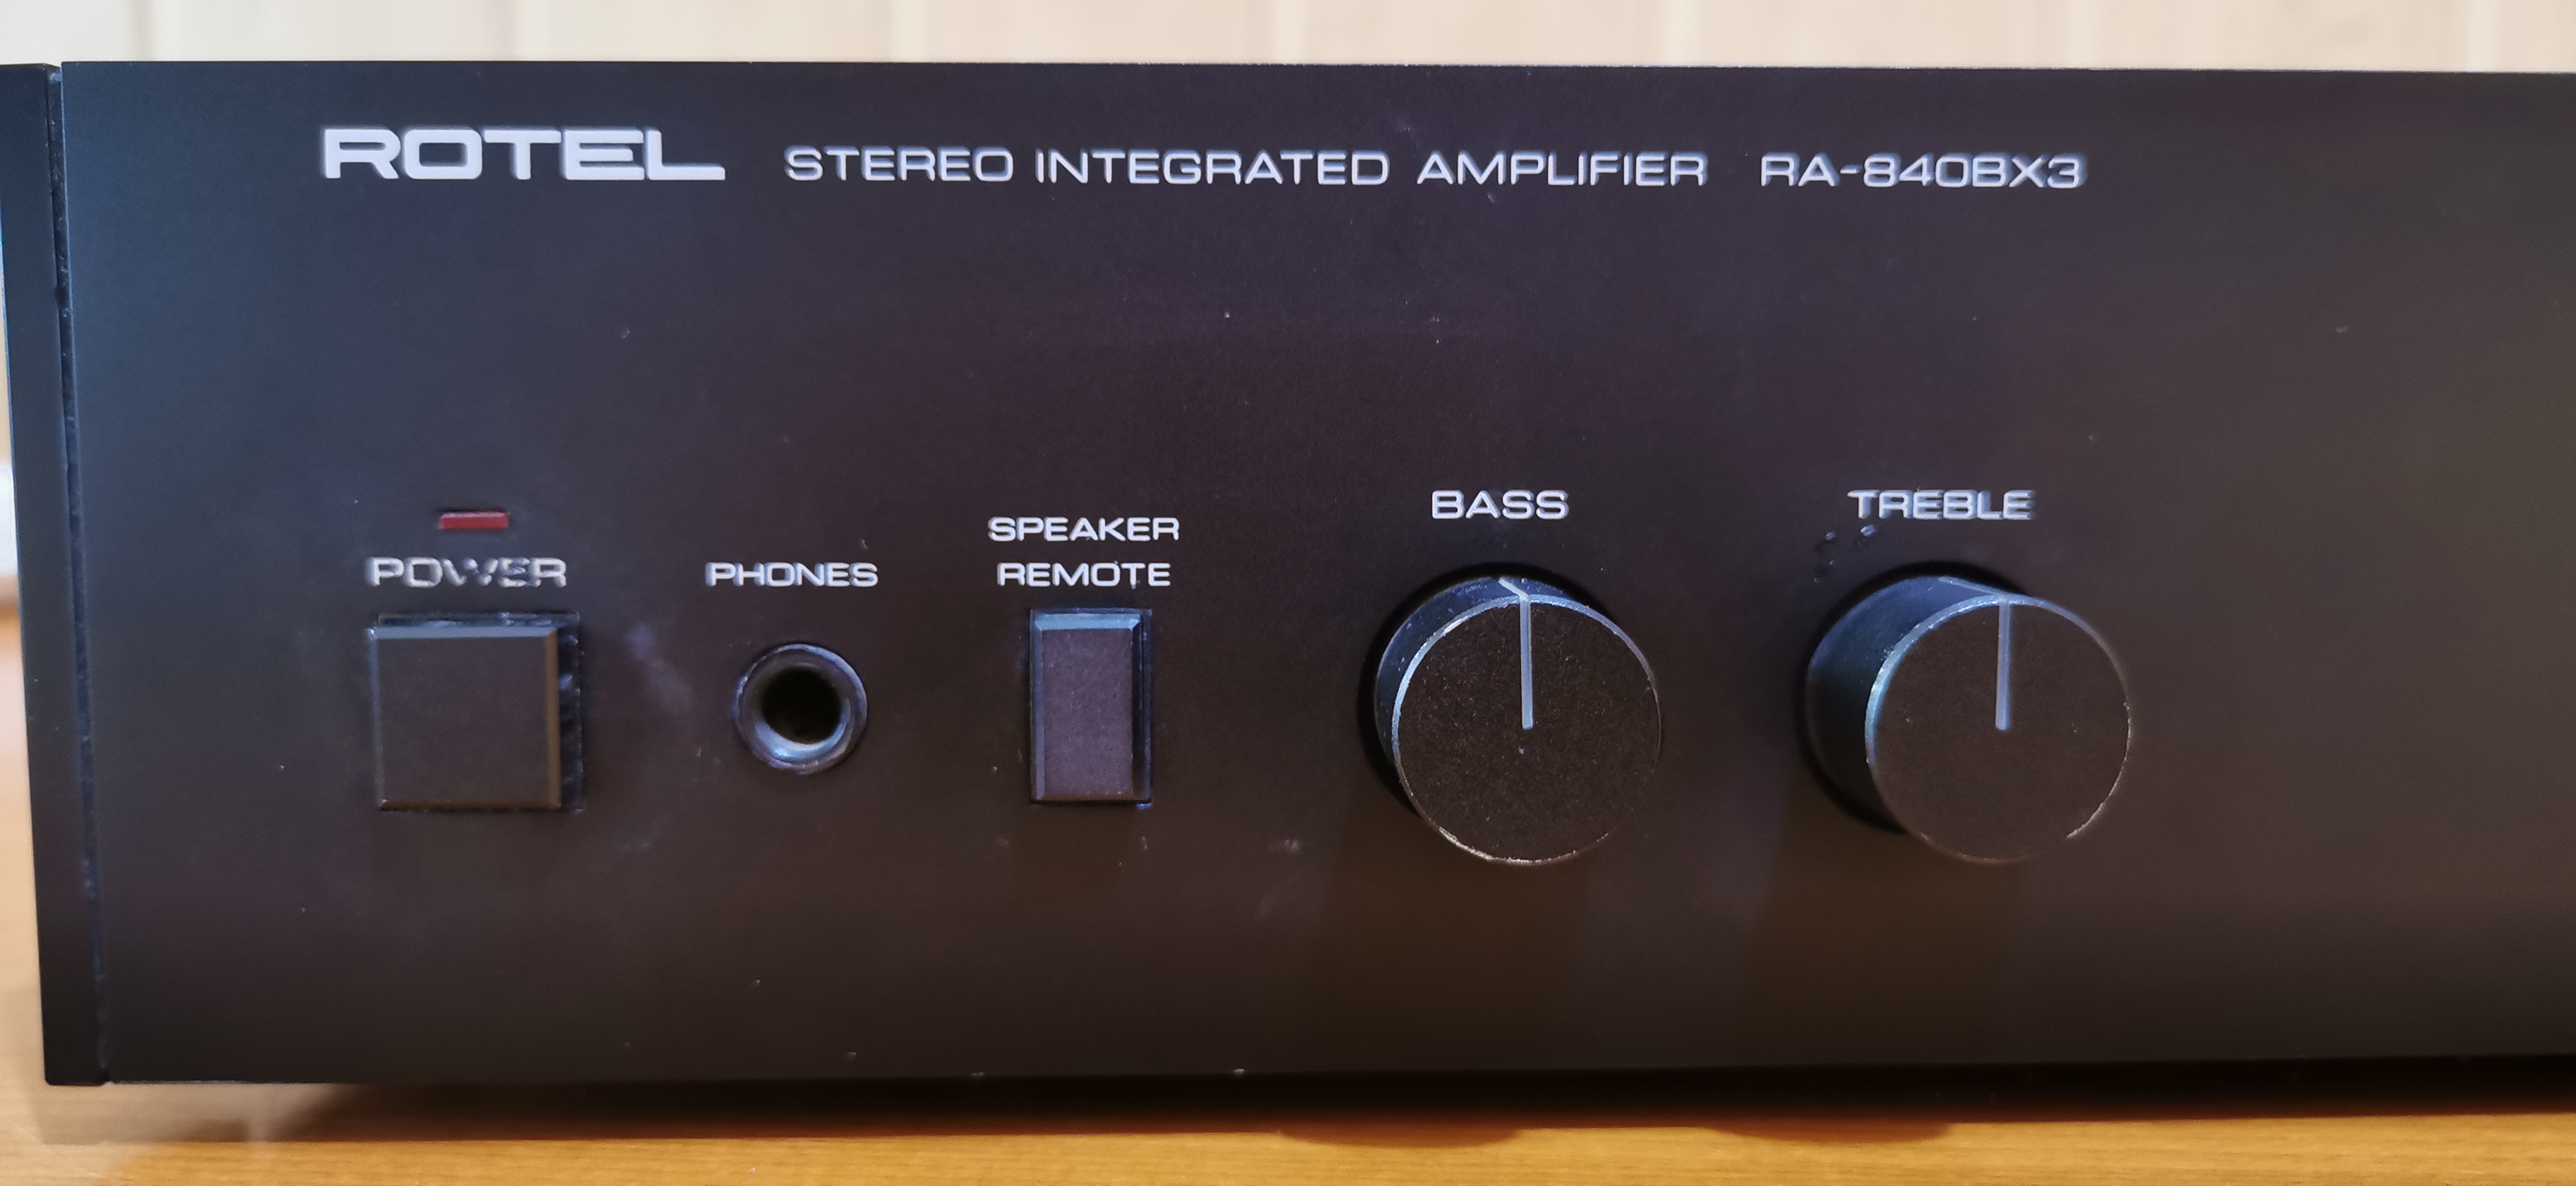 ROTEL STEREO INTEGRATED AMPLIFIER RA-840BX3
POWER
PHONES
SPEAKER
REMOTE
BASS
TREBLE